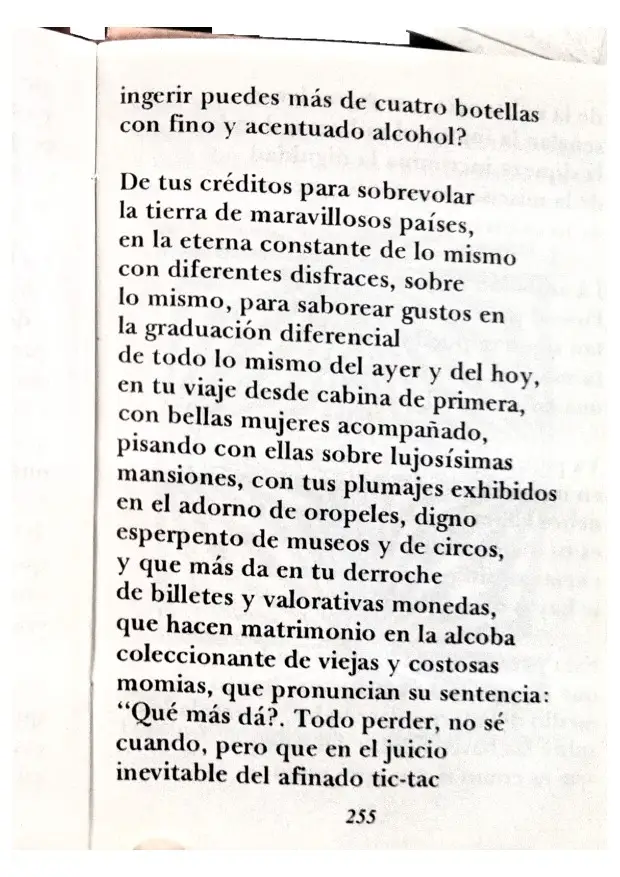 ingerir puedes más de cuatro botellas
con fino y acentuado alcohol?
De tus créditos para sobrevolar
la tierra de maravillosos países,
en la eterna constante de lo mismo
con diferentes disfraces, sobre
lo mismo, para saborear gustos en
la graduación diferencial
de todo lo mismo del ayer y del hoy,
en tu viaje desde cabina de primera,
con bellas mujeres acompañado,
pisando con ellas sobre lujosísimas
mansiones, con tus plumajes exhibidos
en el adorno de oropeles, digno
esperpento de museos y de circos,
y que más da en tu derroche
de billetes y valorativas monedas,
que hacen matrimonio en la alcoba
coleccionante de viejas y costosas
momias, que pronuncian su sentencia:
“Qué más dá?. Todo perder, no sé
cuando, pero que en el juicio
inevitable del afinado tic-tac
255